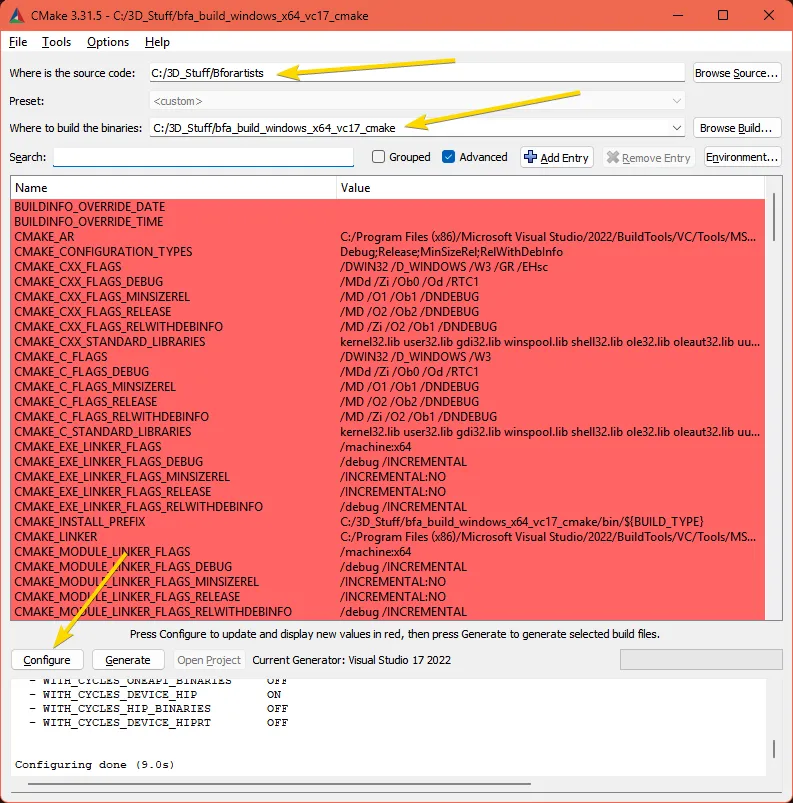 CMake 3.31.5 - C:/3D_Stuff/bfa_build_windows_x64_vc17_cmake
File Tools Options Help
Where is the source code: C:/3D_Stuff/Bforartists Browse Source...
Preset: <custom>
Where to build the binaries: C:/3D_Stuff/bfa_build_windows_x64_vc17_cmake Browse Build...
Search: Grouped Advanced Add Entry Remove Entry Environment...
Name Value
BUILDINFO_OVERRIDE_DATE
BUILDINFO_OVERRIDE_TIME
CMAKE_AR C:/Program Files (x86)/Microsoft Visual Studio/2022/BuildTools/VC/Tools/MS...
CMAKE_CONFIGURATION_TYPES Debug;Release;MinSizeRel;RelWithDebInfo
CMAKE_CXX_FLAGS /DWIN32 /D_WINDOWS /W3 /GR /EHsc
CMAKE_CXX_FLAGS_DEBUG /MDd /Zi /Ob0 /Od /RTC1
CMAKE_CXX_FLAGS_MINSIZEREL /MD /O1 /Ob1 /DNDEBUG
CMAKE_CXX_FLAGS_RELEASE /MD /O2 /Ob2 /DNDEBUG
CMAKE_CXX_FLAGS_RELWITHDEBINFO /MD /Zi /O2 /Ob1 /DNDEBUG
CMAKE_CXX_STANDARD_LIBRARIES kernel32.lib user32.lib gdi32.lib winspool.lib shell32.lib ole32.lib oleaut32.lib uu...
CMAKE_C_FLAGS /DWIN32 /D_WINDOWS /W3
CMAKE_C_FLAGS_DEBUG /MDd /Zi /Ob0 /Od /RTC1
CMAKE_C_FLAGS_MINSIZEREL /MD /O1 /Ob1 /DNDEBUG
CMAKE_C_FLAGS_RELEASE /MD /O2 /Ob2 /DNDEBUG
CMAKE_C_FLAGS_RELWITHDEBINFO /MD /Zi /O2 /Ob1 /DNDEBUG
CMAKE_C_STANDARD_LIBRARIES kernel32.lib user32.lib gdi32.lib winspool.lib shell32.lib ole32.lib oleaut32.lib uu...
CMAKE_EXE_LINKER_FLAGS /machine:x64
CMAKE_EXE_LINKER_FLAGS_DEBUG /debug /INCREMENTAL
CMAKE_EXE_LINKER_FLAGS_MINSIZEREL /INCREMENTAL:NO
CMAKE_EXE_LINKER_FLAGS_RELEASE /INCREMENTAL:NO
CMAKE_EXE_LINKER_FLAGS_RELWITHDEBINFO /debug /INCREMENTAL
CMAKE_INSTALL_PREFIX C:/3D_Stuff/bfa_build_windows_x64_vc17_cmake/bin/${BUILD_TYPE}
CMAKE_LINKER C:/Program Files (x86)/Microsoft Visual Studio/2022/BuildTools/VC/Tools/MS...
CMAKE_MODULE_LINKER_FLAGS /machine:x64
CMAKE_MODULE_LINKER_FLAGS_DEBUG /debug /INCREMENTAL
CMAKE_MODULE_LINKER_FLAGS_MINSIZEREL /INCREMENTAL:NO
CMAKE_MODULE_LINKER_FLAGS_RELEASE /INCREMENTAL:NO
CMAKE_MODULE_LINKER_FLAGS_RELWITHDEBINFO /debug /INCREMENTAL
Press Configure to update and display new values in red, then press Generate to generate selected build files.
Configure Generate Open Project Current Generator: Visual Studio 17 2022
- WITH_CYCLES_ONEAPI_BINARIES OFF
- WITH_CYCLES_DEVICE_HIP ON
- WITH_CYCLES_HIP_BINARIES OFF
- WITH_CYCLES_DEVICE_HIPRT OFF
Configuring done (9.0s)